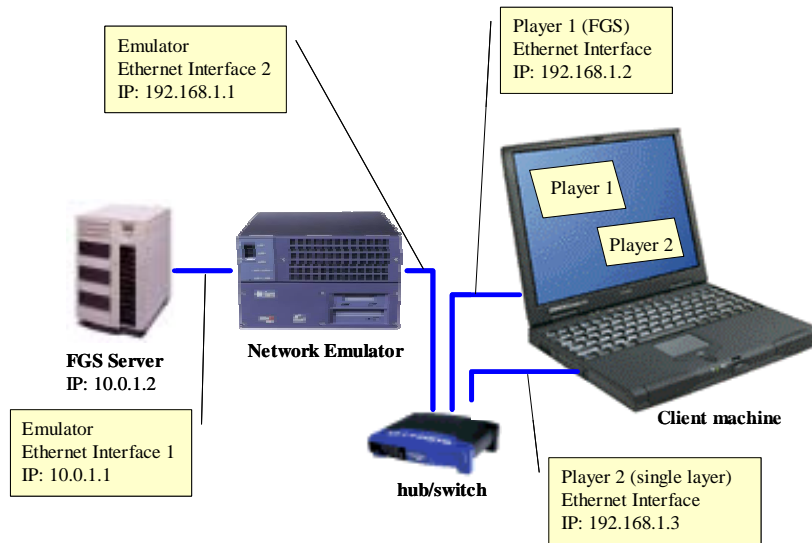 Emulator
Ethernet Interface 2
IP: 192.168.1.1
Player 1 (FGS)
Ethernet Interface
IP: 192.168.1.2
Player 1
Player 2
FGS Server
IP: 10.0.1.2
Network Emulator
Client machine
Emulator
Ethernet Interface 1
IP: 10.0.1.1
hub/switch
Player 2 (single layer)
Ethernet Interface
IP: 192.168.1.3